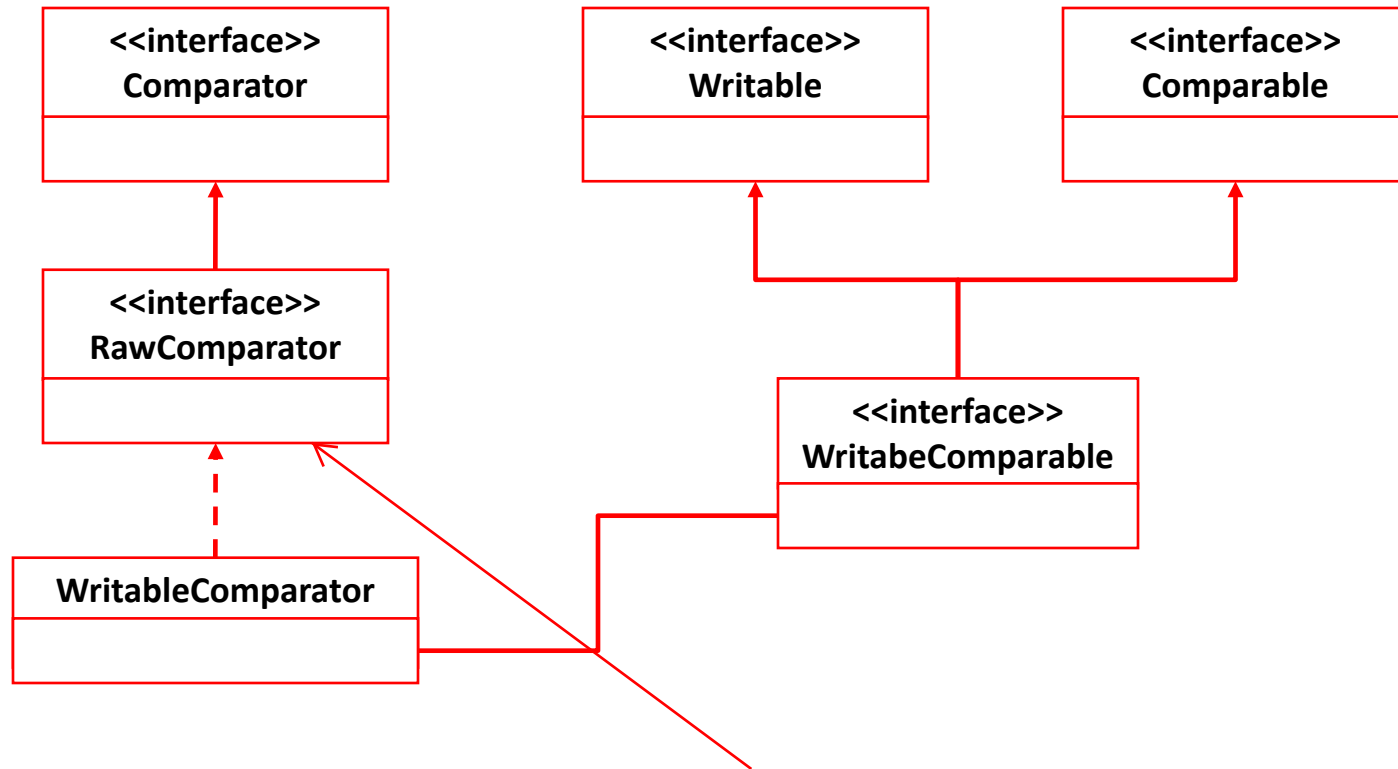 <<interface>>
Comparator
<<interface>>
Writable
<<interface>>
Comparable
<<interface>>
RawComparator
<<interface>>
WritabeComparable
WritableComparator